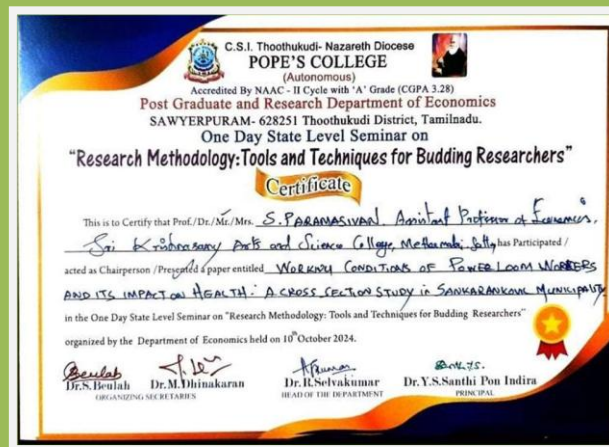 C.S.I. Thoothukudi- Nazareth Diocese
POPE'S COLLEGE
(Autonomous)
Accredited By NAAC - II Cycle with 'A' Grade (CGPA 3.28)
Post Graduate and Research Department of Economics
SAWYERPURAM- 628251 Thoothukudi District, Tamilnadu.
One Day State Level Seminar on
"Research Methodology:Tools and Techniques for Budding Researchers"
Certificate
This is to Certify that Prof./Dr./Mr./Mrs. S. PARAMASIVAN. Assistant Professor of Economics,
Sri Krishnasamy Arts and Science College, has Participated /
acted as Chairperson /Presented a paper entitled WORKING CONDITIONS OF POWER LOOM WORKERS
AND ITS IMPACT ON HEALTH: A CROSS SECTION STUDY in SANKARANKOVIL MUNICIPALITY
in the One Day State Level Seminar on "Research Methodology: Tools and Techniques for Budding Researchers"
organized by the Department of Economics held on 10th October 2024.
Beulah
Dr.S.Beulah Dr.M.Dhinakaran Dr.R.Selvakumar Dr.Y.S.Santhi Pon Indira
ORGANIZING SECRETARIES HEAD OF THE DEPARTMENT PRINCIPAL